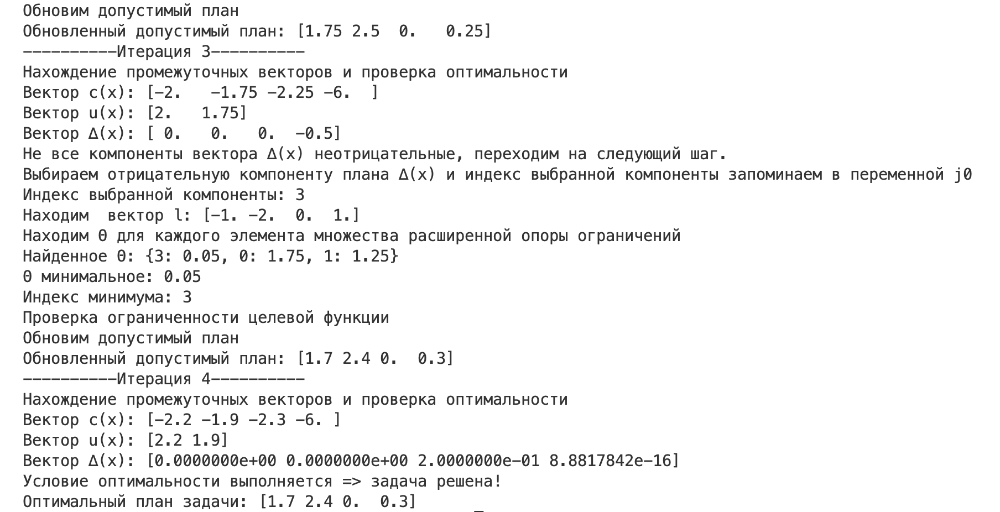 Обновим допустимый план
Обновленный допустимый план: [1.75 2.5  0.   0.25]
----------Итерация 3----------
Нахождение промежуточных векторов и проверка оптимальности
Вектор c(x): [-2.   -1.75 -2.25 -6.  ]
Вектор u(x): [2.   1.75]
Вектор Δ(x): [ 0.   0.   0.  -0.5]
Не все компоненты вектора Δ(x) неотрицательные, переходим на следующий шаг.
Выбираем отрицательную компоненту плана Δ(x) и индекс выбранной компоненты запоминаем в переменной j0
Индекс выбранной компоненты: 3
Находим  вектор l: [-1. -2.  0.  1.]
Находим Θ для каждого элемента множества расширенной опоры ограничений
Найденное Θ: {3: 0.05, 0: 1.75, 1: 1.25}
Θ минимальное: 0.05
Индекс минимума: 3
Проверка ограниченности целевой функции
Обновим допустимый план
Обновленный допустимый план: [1.7 2.4 0.  0.3]
----------Итерация 4----------
Нахождение промежуточных векторов и проверка оптимальности
Вектор c(x): [-2.2 -1.9 -2.3 -6. ]
Вектор u(x): [2.2 1.9]
Вектор Δ(x): [0.0000000e+00 0.0000000e+00 2.0000000e-01 8.8817842e-16]
Условие оптимальности выполняется => задача решена!
Оптимальный план задачи: [1.7 2.4 0.  0.3]